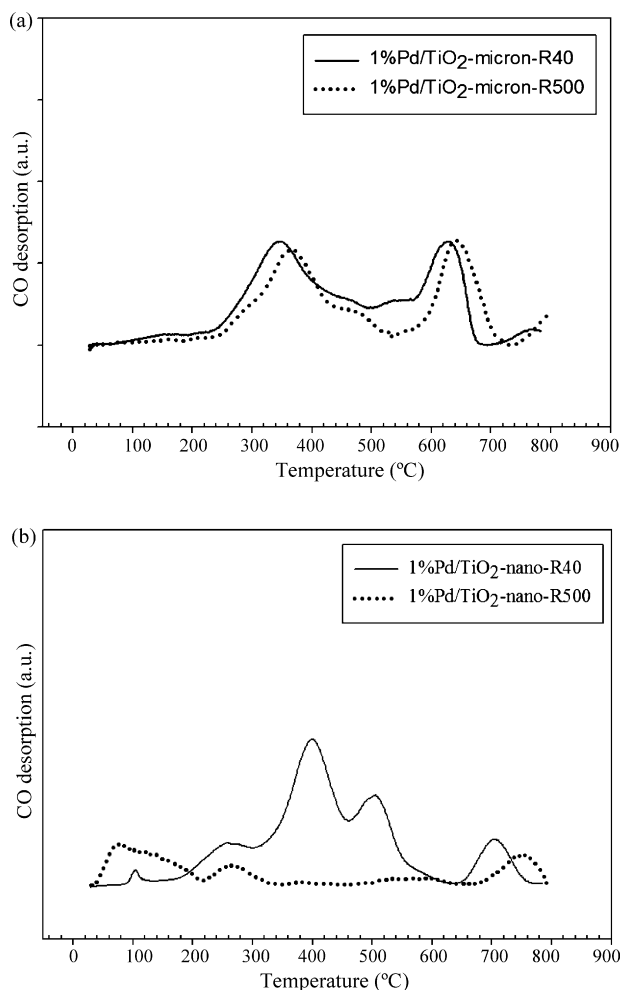 (a)
1%Pd/TiO2-micron-R40
1%Pd/TiO2-micron-R500
CO desorption (a.u.)
0 100 200 300 400 500 600 700 800 900
Temperature (ºC)
(b)
1%Pd/TiO2-nano-R40
1%Pd/TiO2-nano-R500
CO desorption (a.u.)
0 100 200 300 400 500 600 700 800 900
Temperature (ºC)